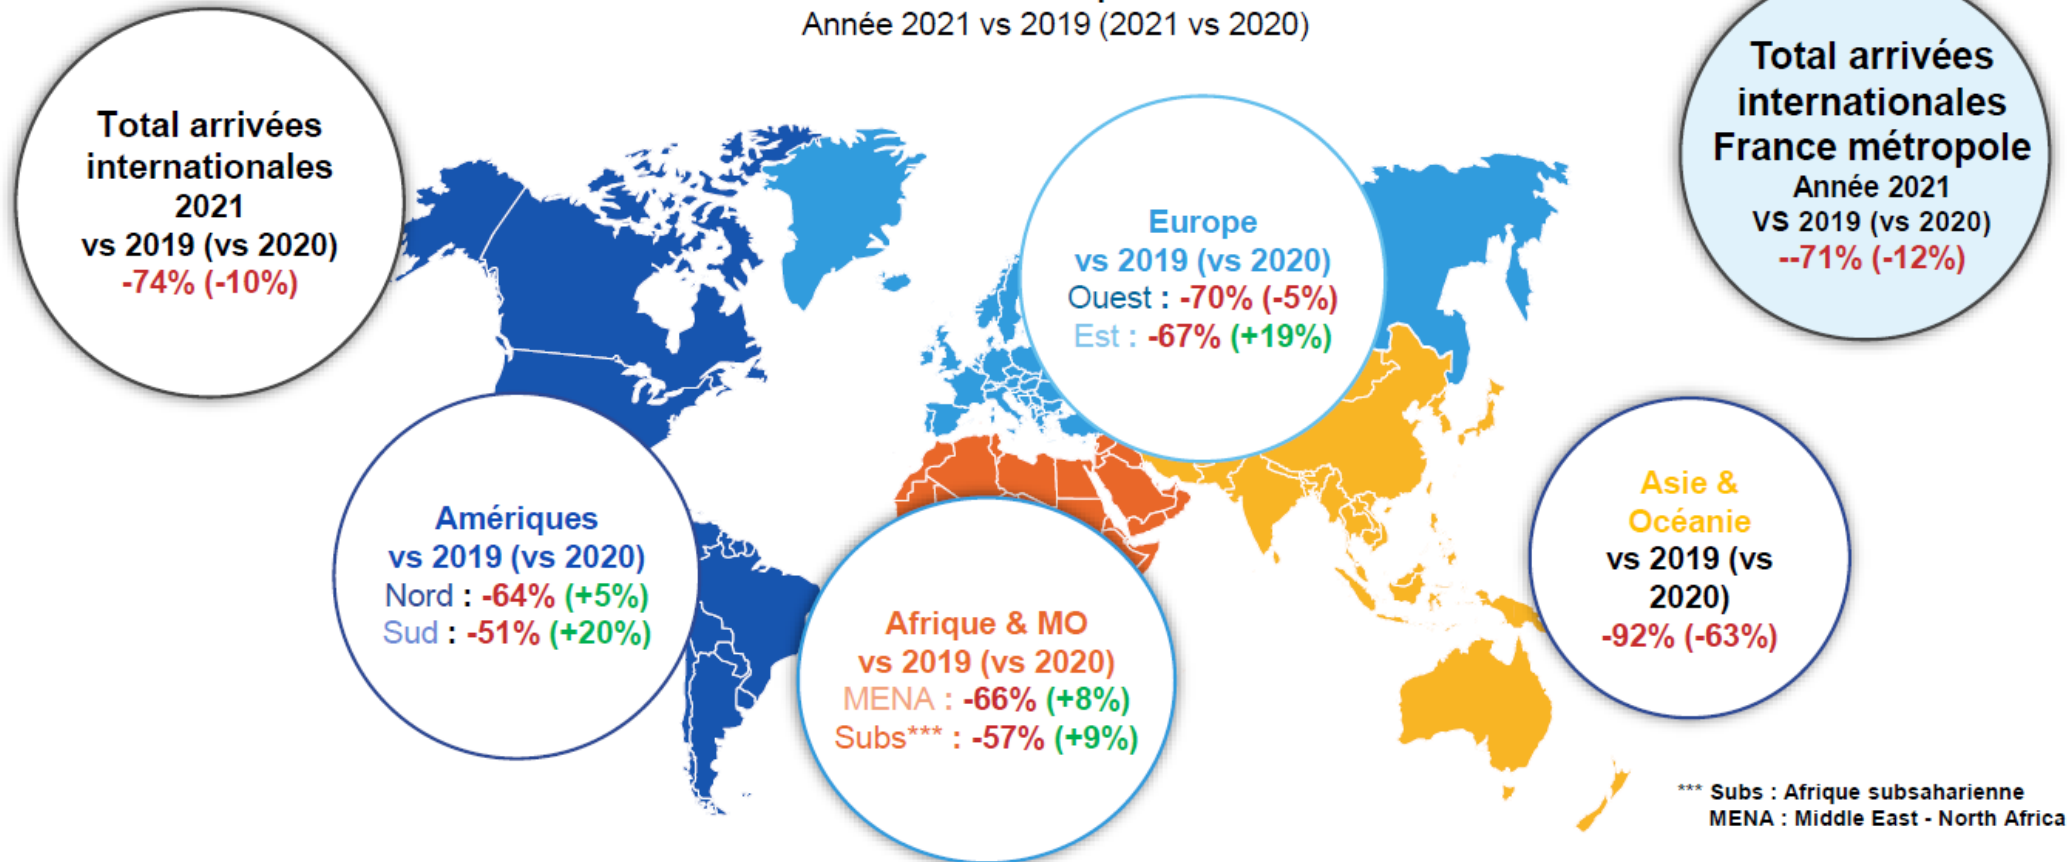 Année 2021 vs 2019 (2021 vs 2020)
Total arrivées
internationales
2021
vs 2019 (vs 2020)
-74% (-10%)
Total arrivées
internationales
France métropole
Année 2021
VS 2019 (vs 2020)
--71% (-12%)
Europe
vs 2019 (vs 2020)
Ouest : -70% (-5%)
Est : -67% (+19%)
Amériques
vs 2019 (vs 2020)
Nord : -64% (+5%)
Sud : -51% (+20%)
Afrique & MO
vs 2019 (vs 2020)
MENA : -66% (+8%)
Subs*** : -57% (+9%)
Asie &
Océanie
vs 2019 (vs
2020)
-92% (-63%)
*** Subs : Afrique subsaharienne
MENA : Middle East - North Africa